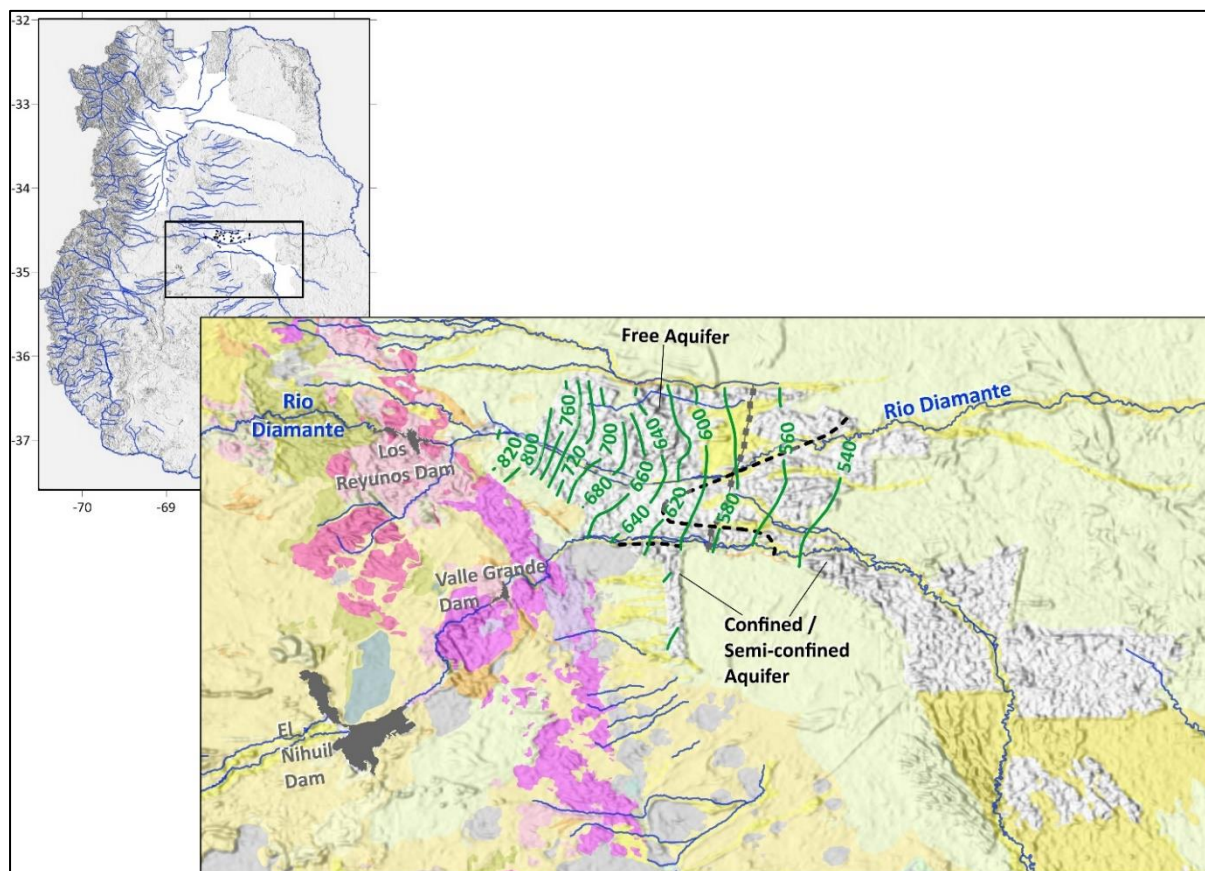 -32
-33
-34
-35
-36
-37
-70
-69
Free Aquifer
Rio
Diamante
Rio Diamante
Los
Reyunos Dam
820
800
760
720
700
680
660
640
640
620
600
580
560
540
Valle Grande
Dam
Confined /
Semi-confined
Aquifer
EL
Nihuil
Dam